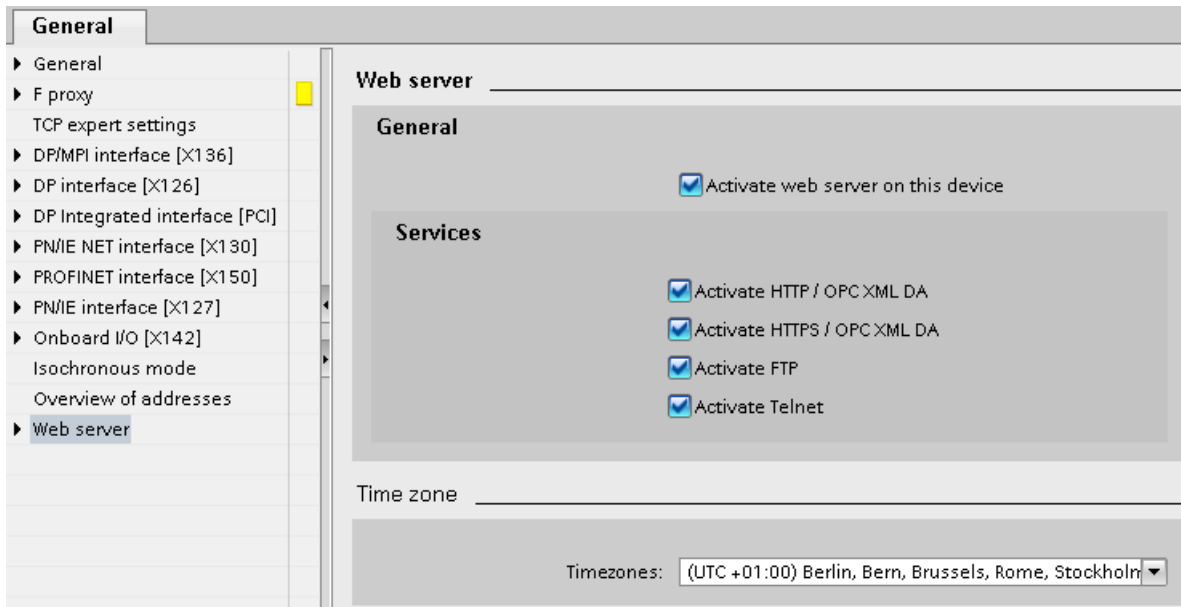 General
General
F proxy
TCP expert settings
DP/MPI interface [X136]
DP interface [X126]
DP Integrated interface [PCI]
PN/IE NET interface [X130]
PROFINET interface [X150]
PN/IE interface [X127]
Onboard I/O [X142]
Isochronous mode
Overview of addresses
Web server
Web server
General
Activate web server on this device
Services
Activate HTTP / OPC XML DA
Activate HTTPS / OPC XML DA
Activate FTP
Activate Telnet
Time zone
Timezones: (UTC +01:00) Berlin, Bern, Brussels, Rome, Stockholm